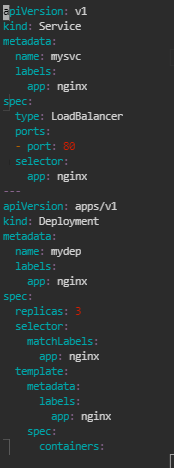 apiVersion: v1
kind: Service
metadata:
  name: mysvc
  labels:
    app: nginx
spec:
  type: LoadBalancer
  ports:
  - port: 80
  selector:
    app: nginx
---
apiVersion: apps/v1
kind: Deployment
metadata:
  name: mydep
  labels:
    app: nginx
spec:
  replicas: 3
  selector:
    matchLabels:
      app: nginx
  template:
    metadata:
      labels:
        app: nginx
    spec:
      containers: